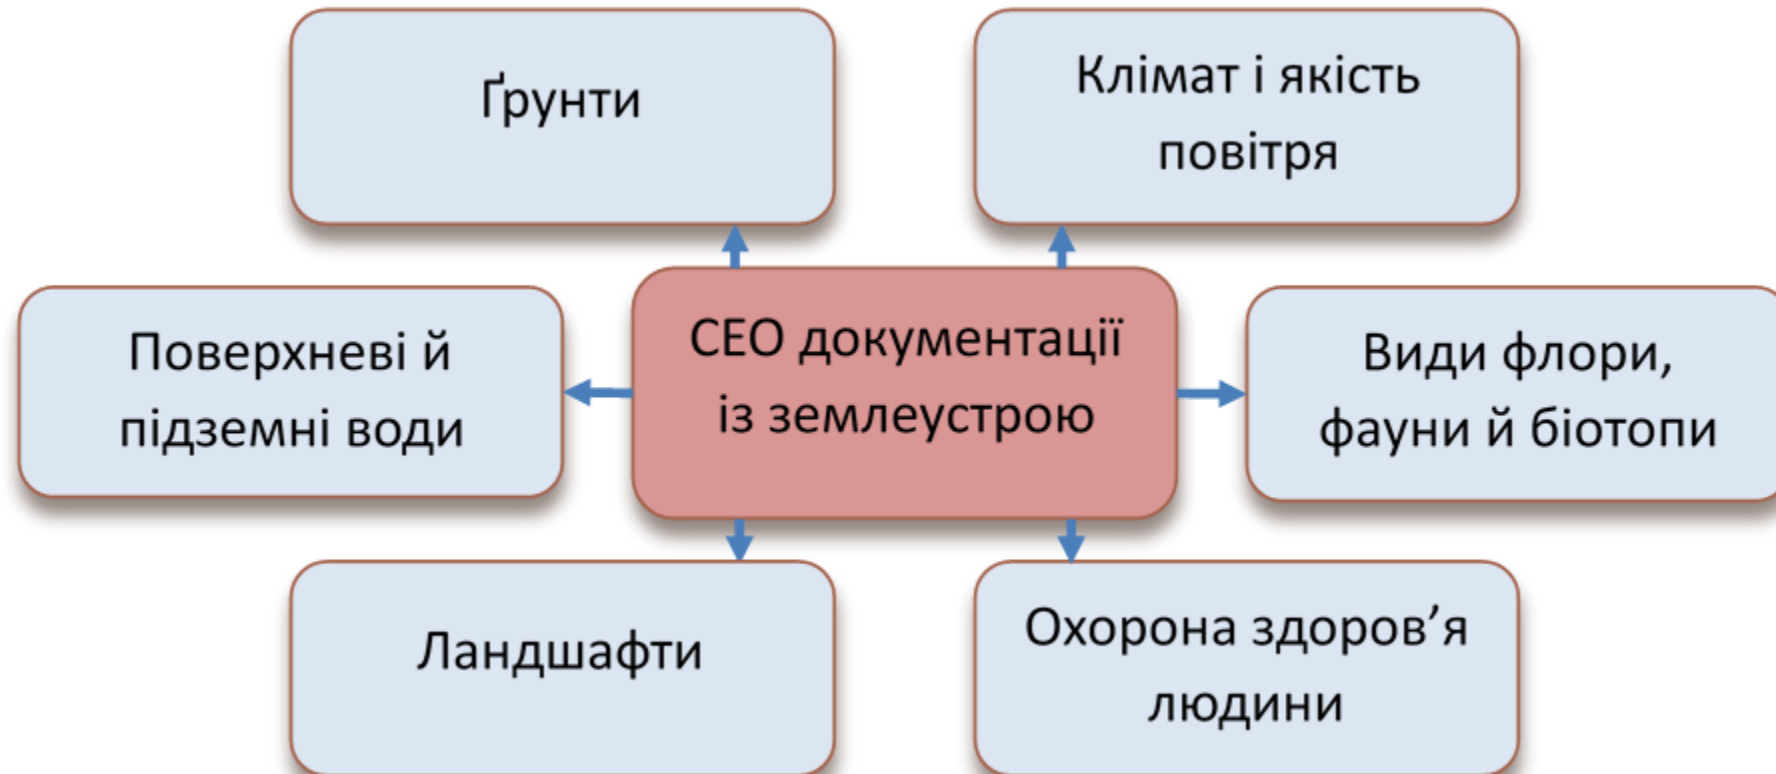 Ґрунти
Клімат і якість
повітря
Поверхневі й
підземні води
СЕО документації
із землеустрою
Види флори,
фауни й біотопи
Ландшафти
Охорона здоров’я
людини